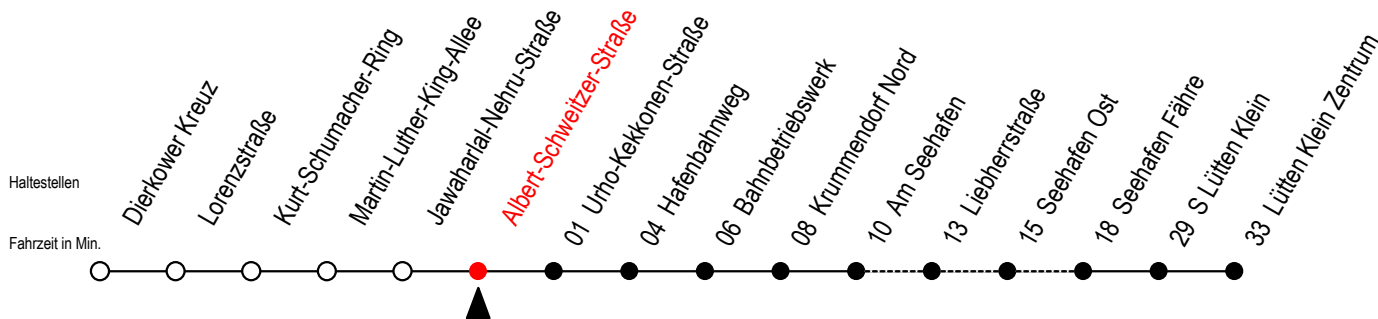 Haltestellen
Fahrzeit in Min.
Dierkower Kreuz
Lorenzstraße
Kurt-Schumacher-Ring
Martin-Luther-King-Allee
Jawaharlal-Nehru-Straße
Albert-Schweitzer-Straße
01 Urho-Kekkonen-Straße
04 Hafenbahnweg
06 Bahnbetriebswerk
08 Krummendorf Nord
10 Am Seehafen
13 Liebherrstraße
15 Seehafen Ost
18 Seehafen Fähre
29 S Lütten Klein
33 Lütten Klein Zentrum